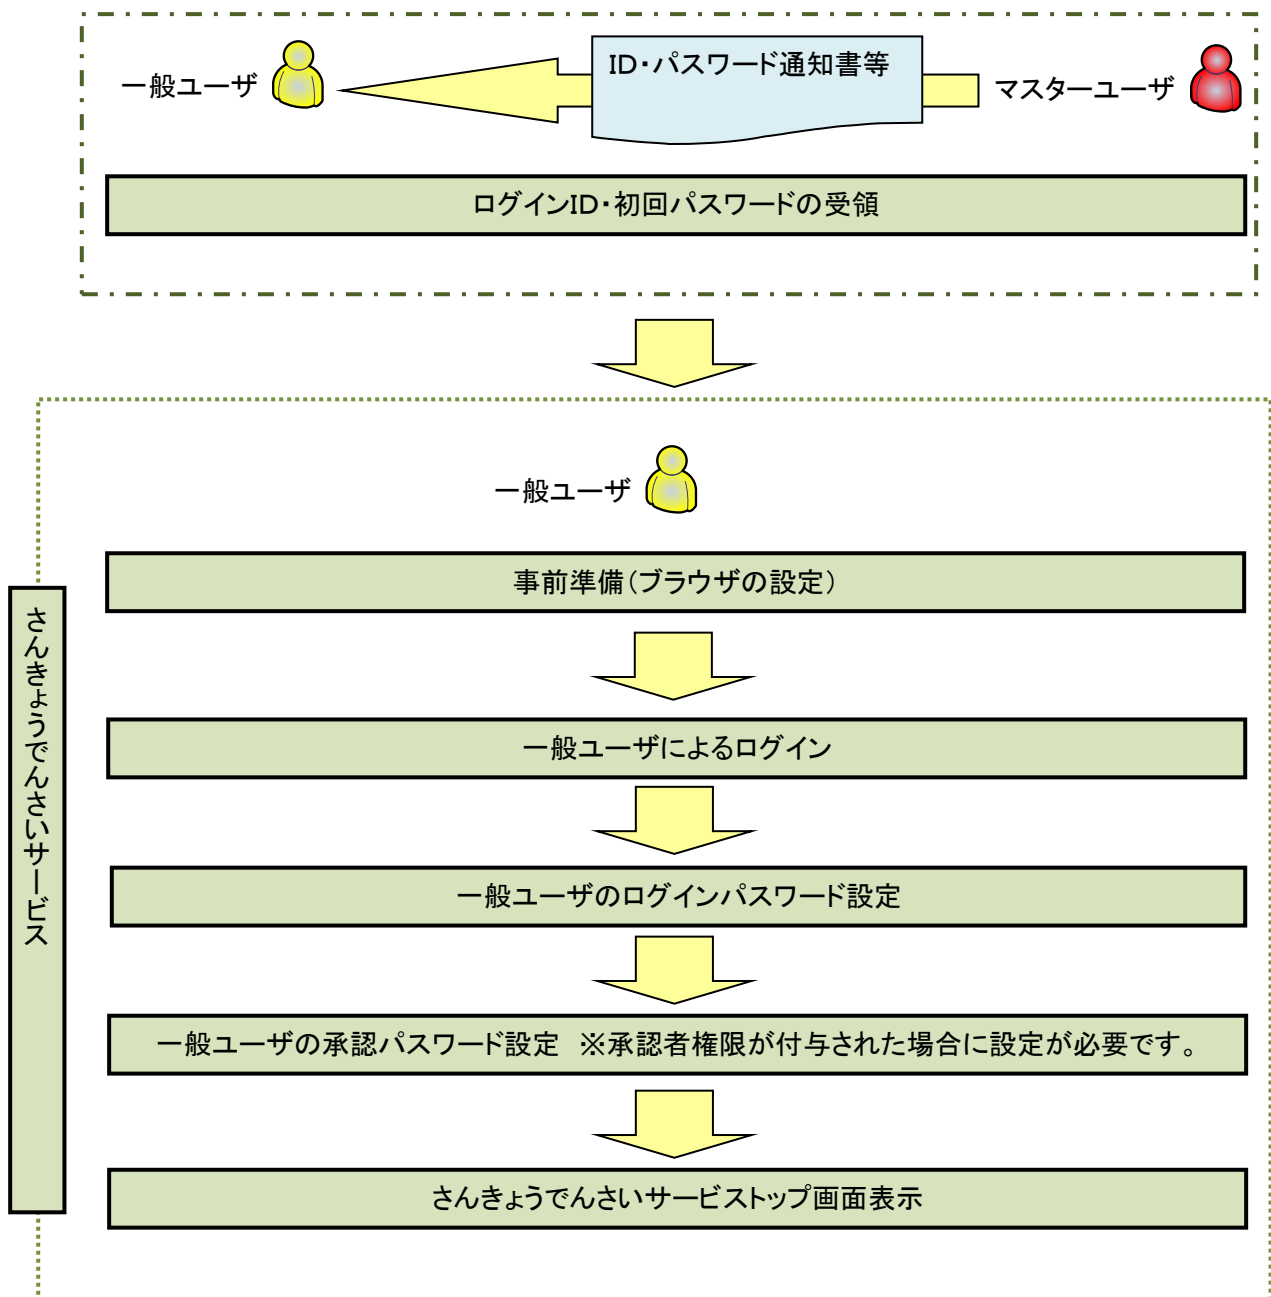 一般ユーザ
ID・パスワード通知書等
マスターユーザ
ログインID・初回パスワードの受領
一般ユーザ
事前準備（ブラウザの設定）
さんきょうでんさいサービス
一般ユーザによるログイン
一般ユーザのログインパスワード設定
一般ユーザの承認パスワード設定　※承認者権限が付与された場合に設定が必要です。
さんきょうでんさいサービストップ画面表示